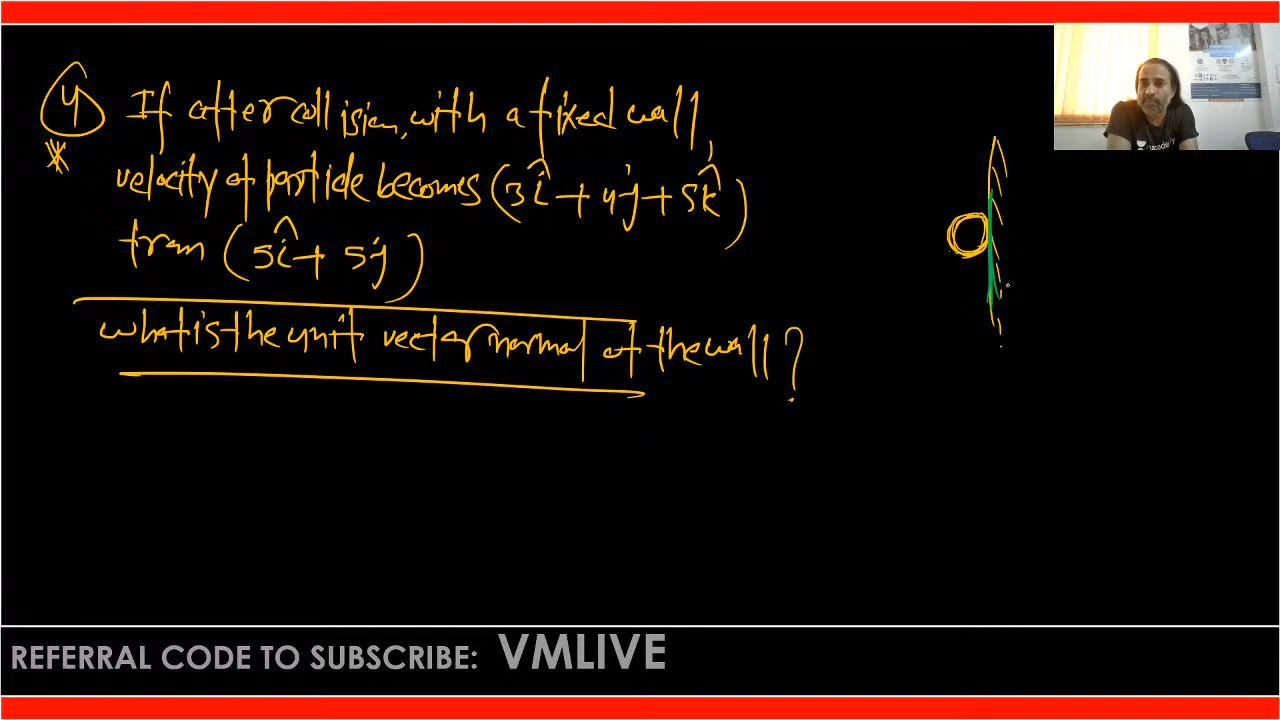 4 If after collision, with a fixed wall,
velocity of particle becomes (3î + 4ĵ + 5k̂)
from (5î + 5ĵ)
what is the unit vector normal of the wall?
REFERRAL CODE TO SUBSCRIBE: VMLIVE